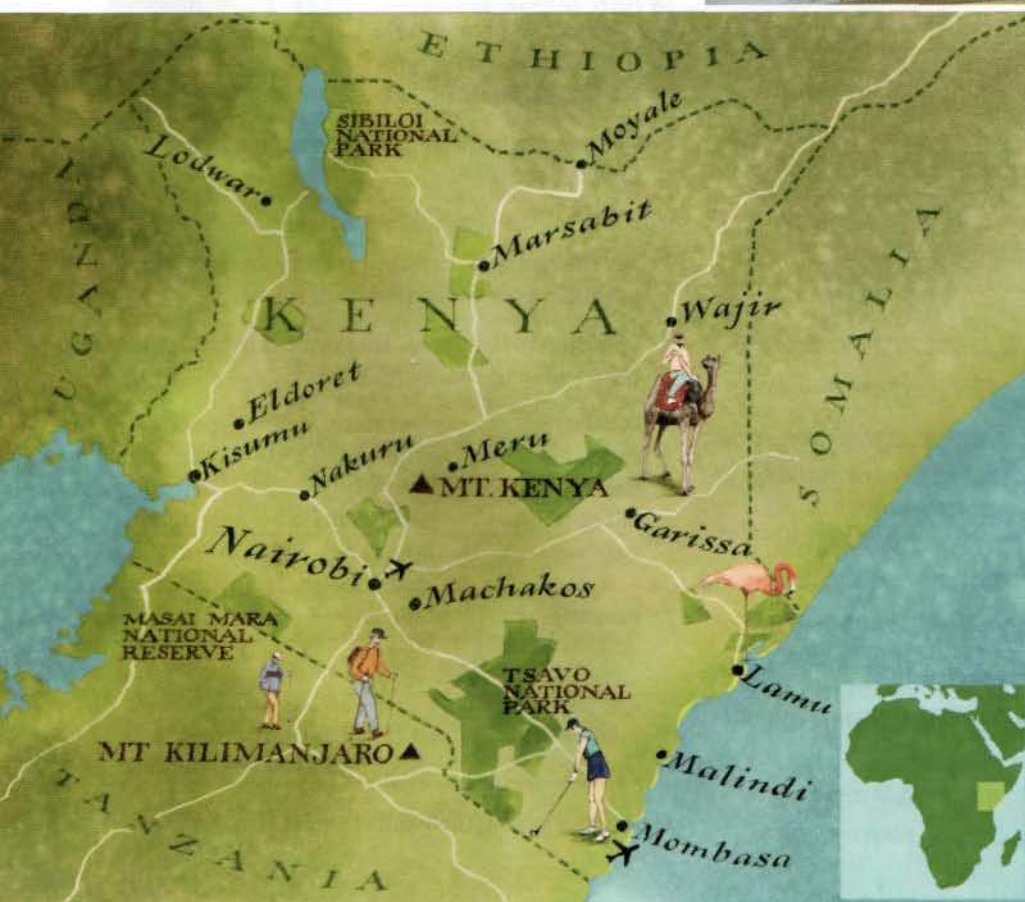 ETHIOPIA
SIBILOI
NATIONAL
PARK
Moyale
Lodwar
UGANDI
Marsabit
SOMALIA
KENYA
Wajir
Eldoret
Kisumu
Nakuru
Meru
MT. KENYA
Garissa
Nairobi
Machakos
MASAI MARA
NATIONAL
RESERVE
TSAVO
NATIONAL
PARK
Lamu
MT KILIMANJARO
Malindi
TANZANIA
Mombasa